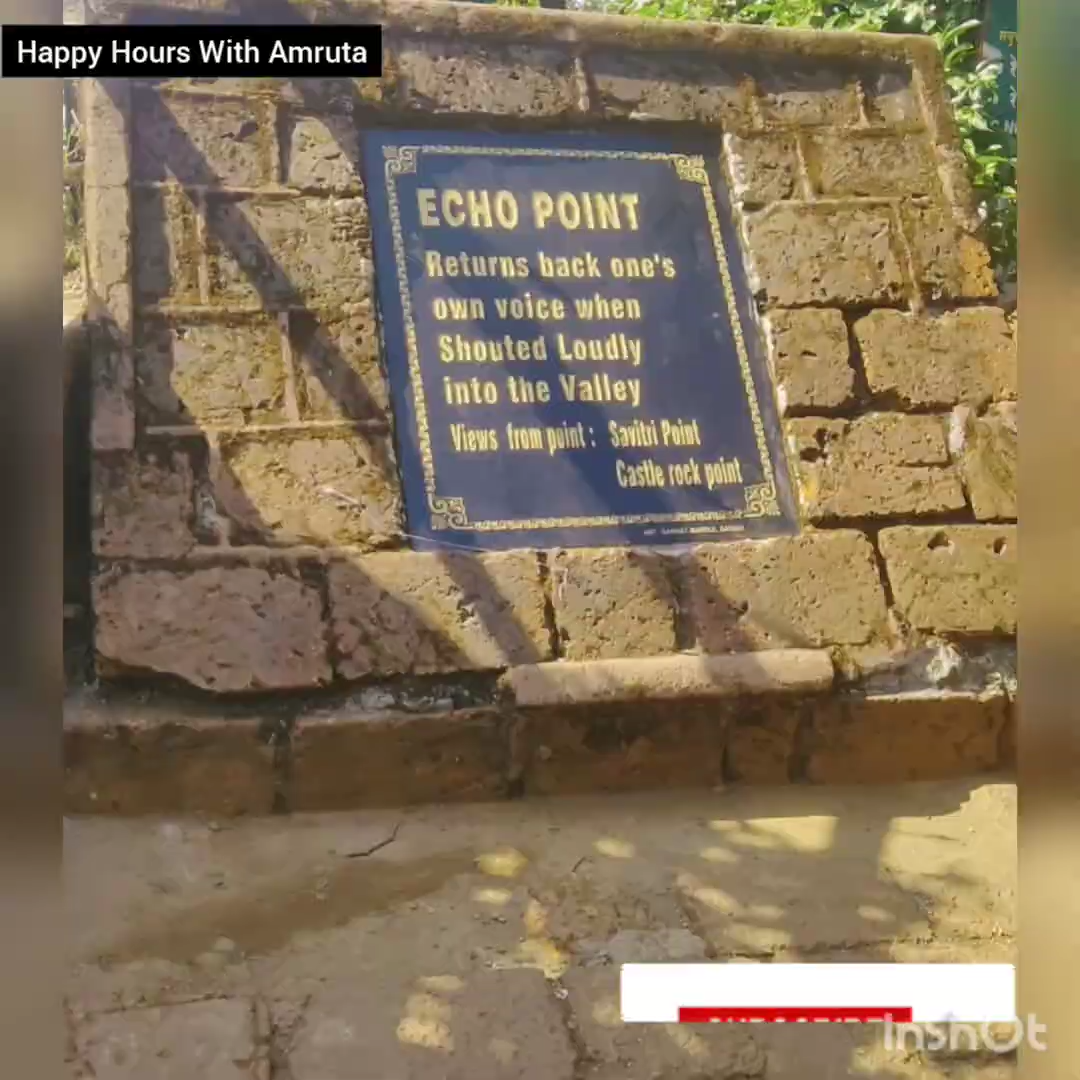 Happy Hours With Amruta
ECHO POINT
Returns back one's
own voice when
Shouted Loudly
into the Valley
Views from point : Savitri Point
Castle rock point
InshOt